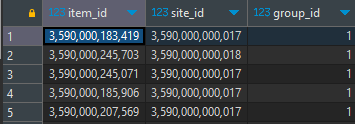 123 item_id 123 site_id 123 group_id
1 3,590,000,183,419 3,590,000,000,017 1
2 3,590,000,245,703 3,590,000,000,018 1
3 3,590,000,245,071 3,590,000,000,017 1
4 3,590,000,185,906 3,590,000,000,017 1
5 3,590,000,207,569 3,590,000,000,017 1